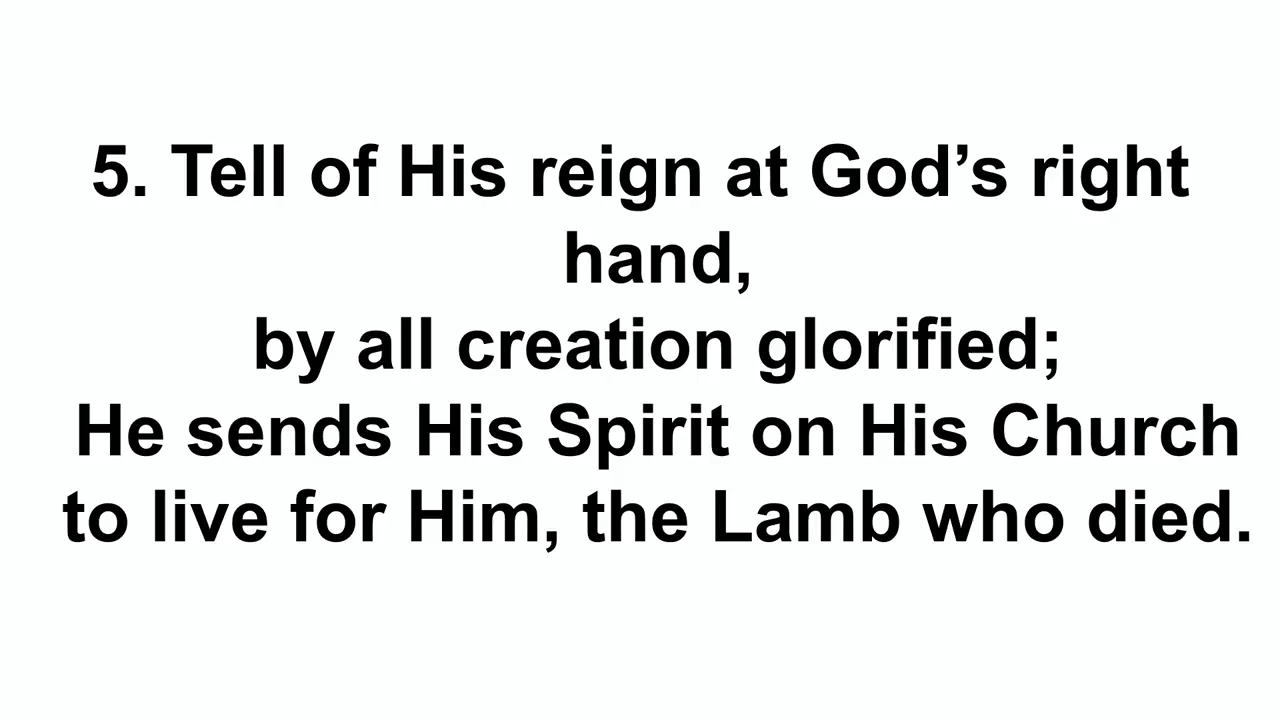 5. Tell of His reign at God’s right
hand,
by all creation glorified;
He sends His Spirit on His Church
to live for Him, the Lamb who died.